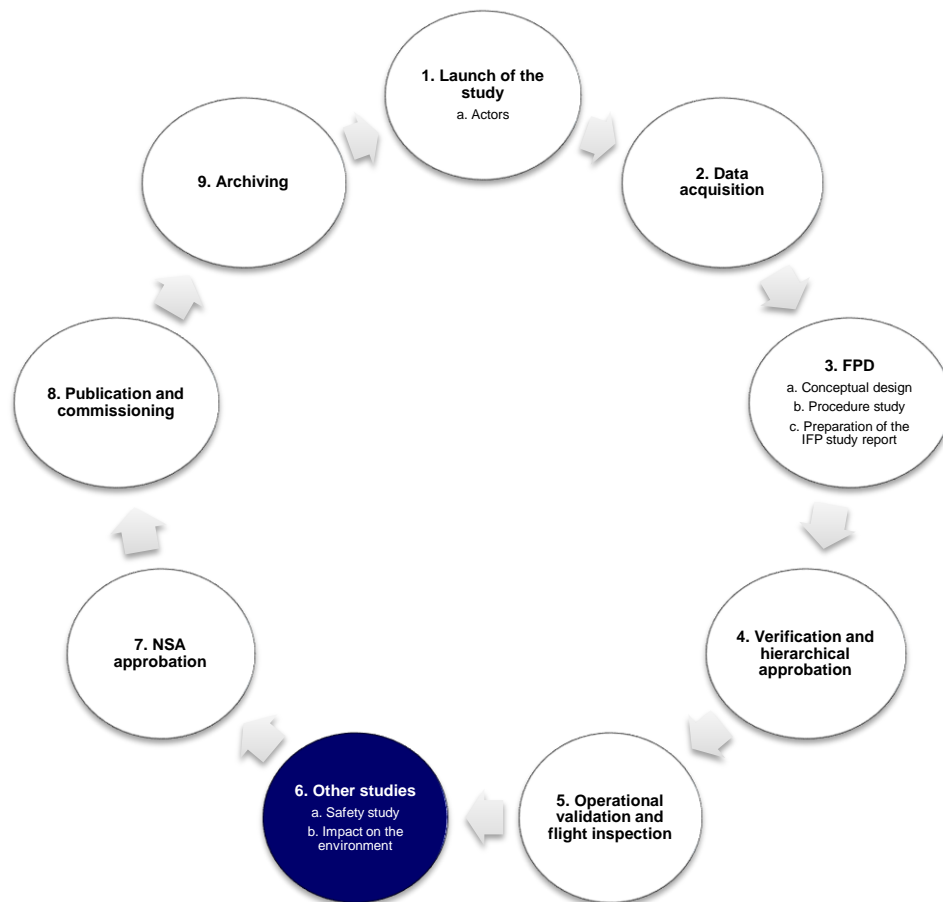 1. Launch of the
study
a. Actors
2. Data
acquisition
3. FPD
a. Conceptual design
b. Procedure study
c. Preparation of the
IFP study report
4. Verification and
hierarchical
approbation
5. Operational
validation and
flight inspection
6. Other studies
a. Safety study
b. Impact on the
environment
7. NSA
approbation
8. Publication and
commissioning
9. Archiving